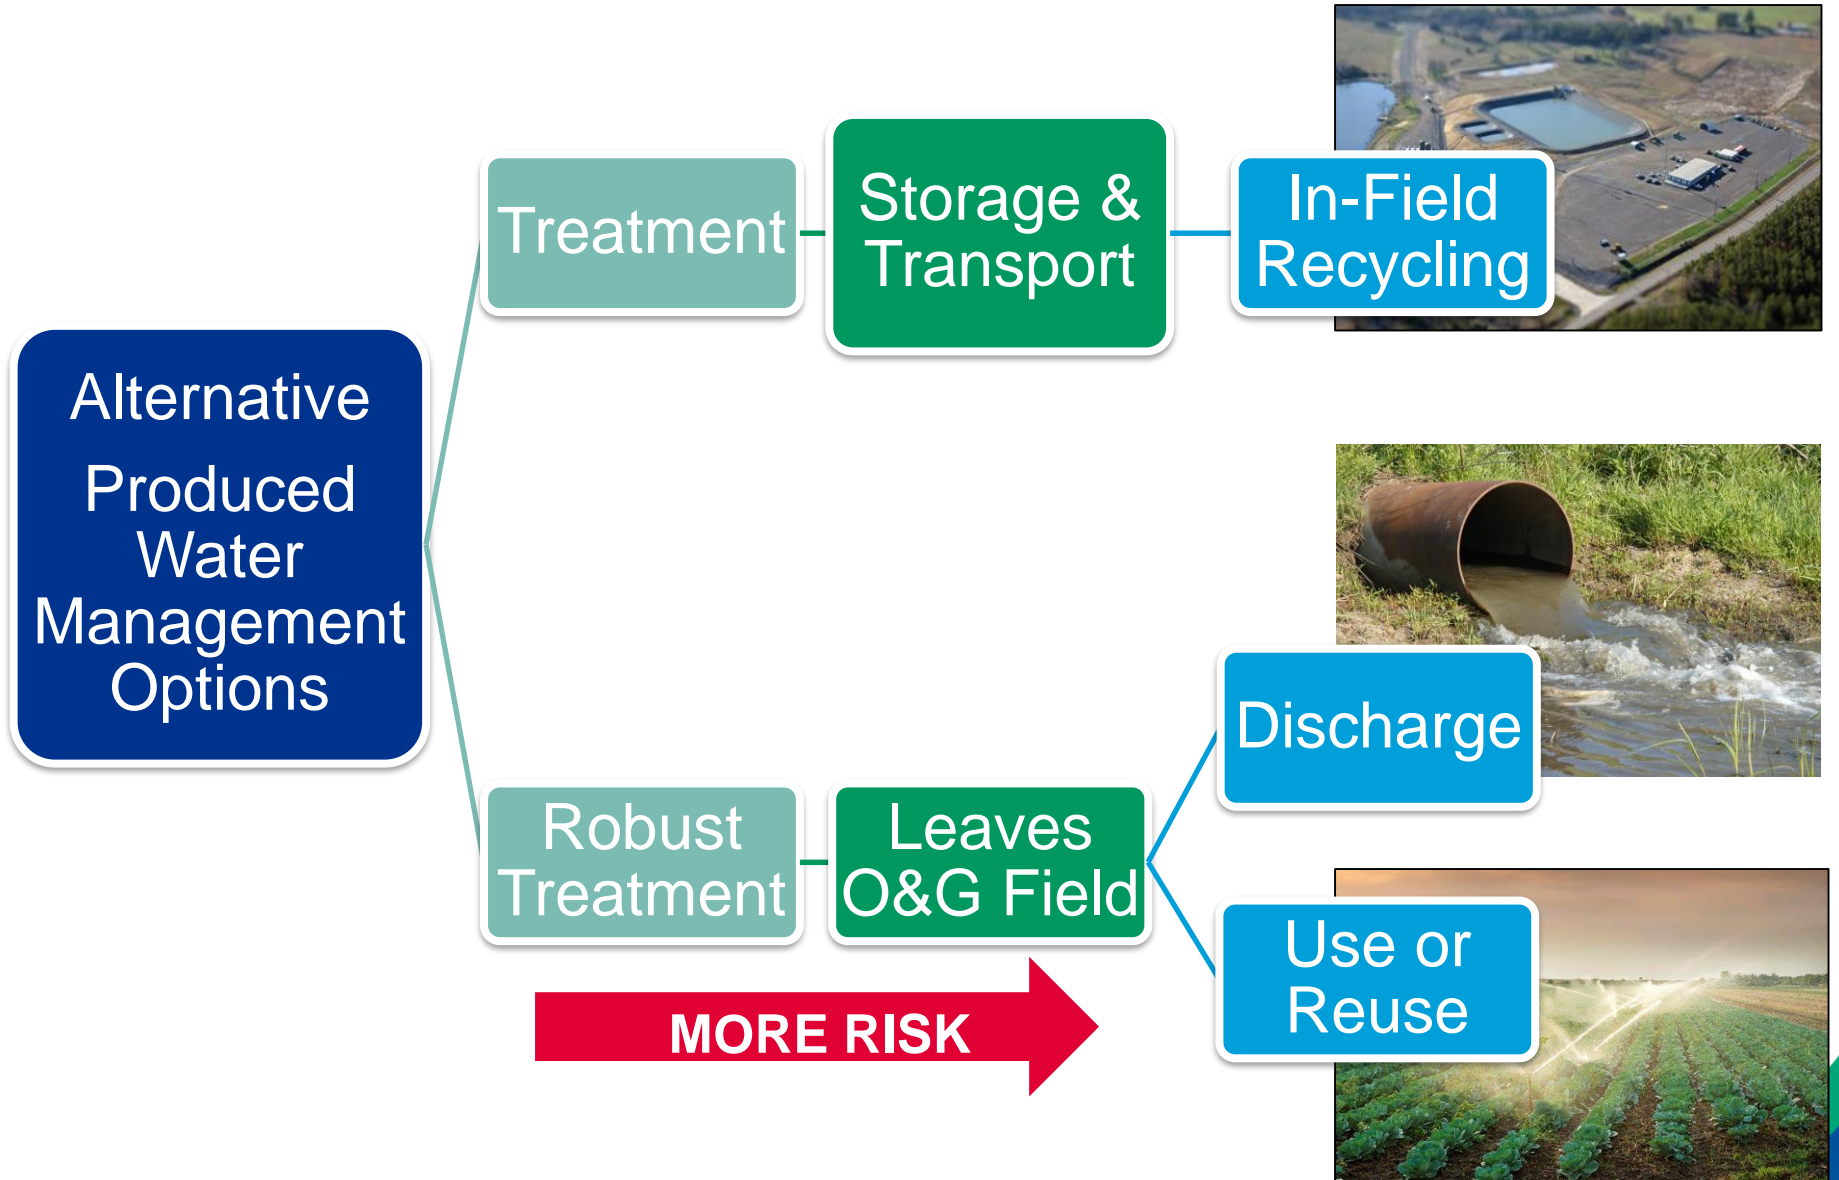 Alternative
Produced
Water
Management
Options
Treatment
Storage &
Transport
In-Field
Recycling
Robust
Treatment
Leaves
O&G Field
Discharge
Use or
Reuse
MORE RISK